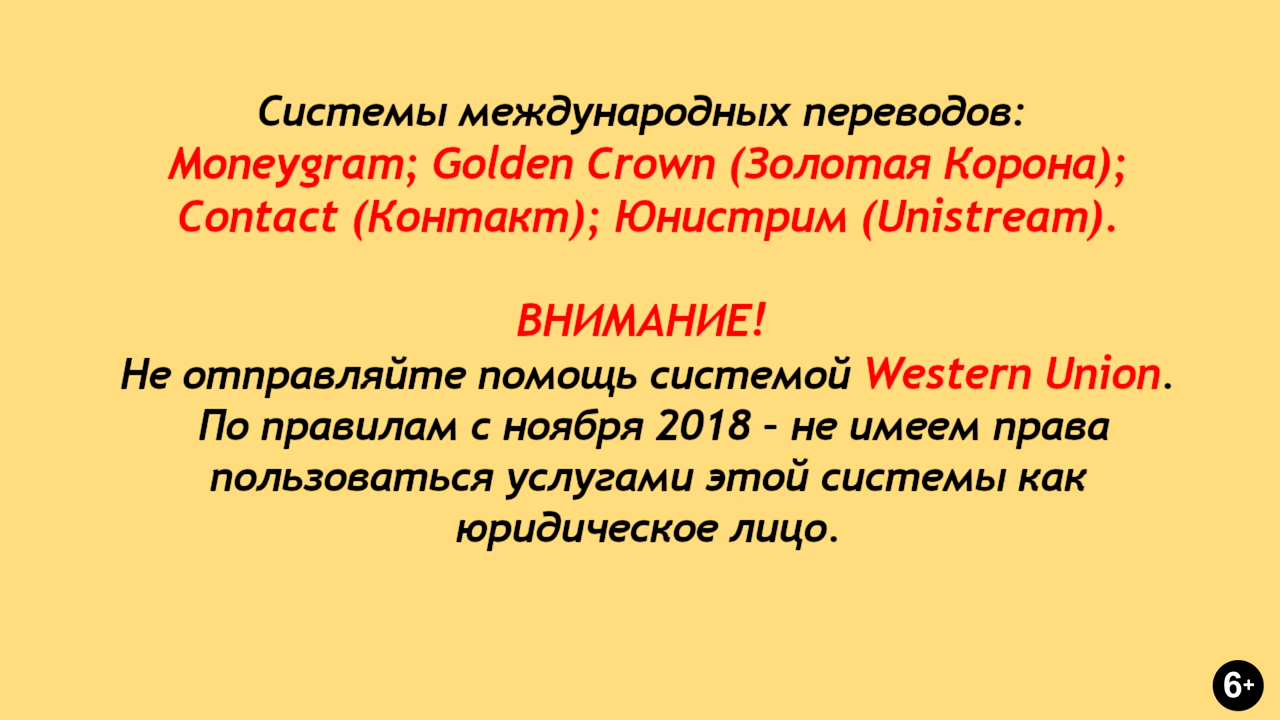 Системы международных переводов:
Moneygram; Golden Crown (Золотая Корона);
Contact (Контакт); Юнистрим (Unistream).
ВНИМАНИЕ!
Не отправляйте помощь системой Western Union.
По правилам с ноября 2018 – не имеем права
пользоваться услугами этой системы как
юридическое лицо.
6+